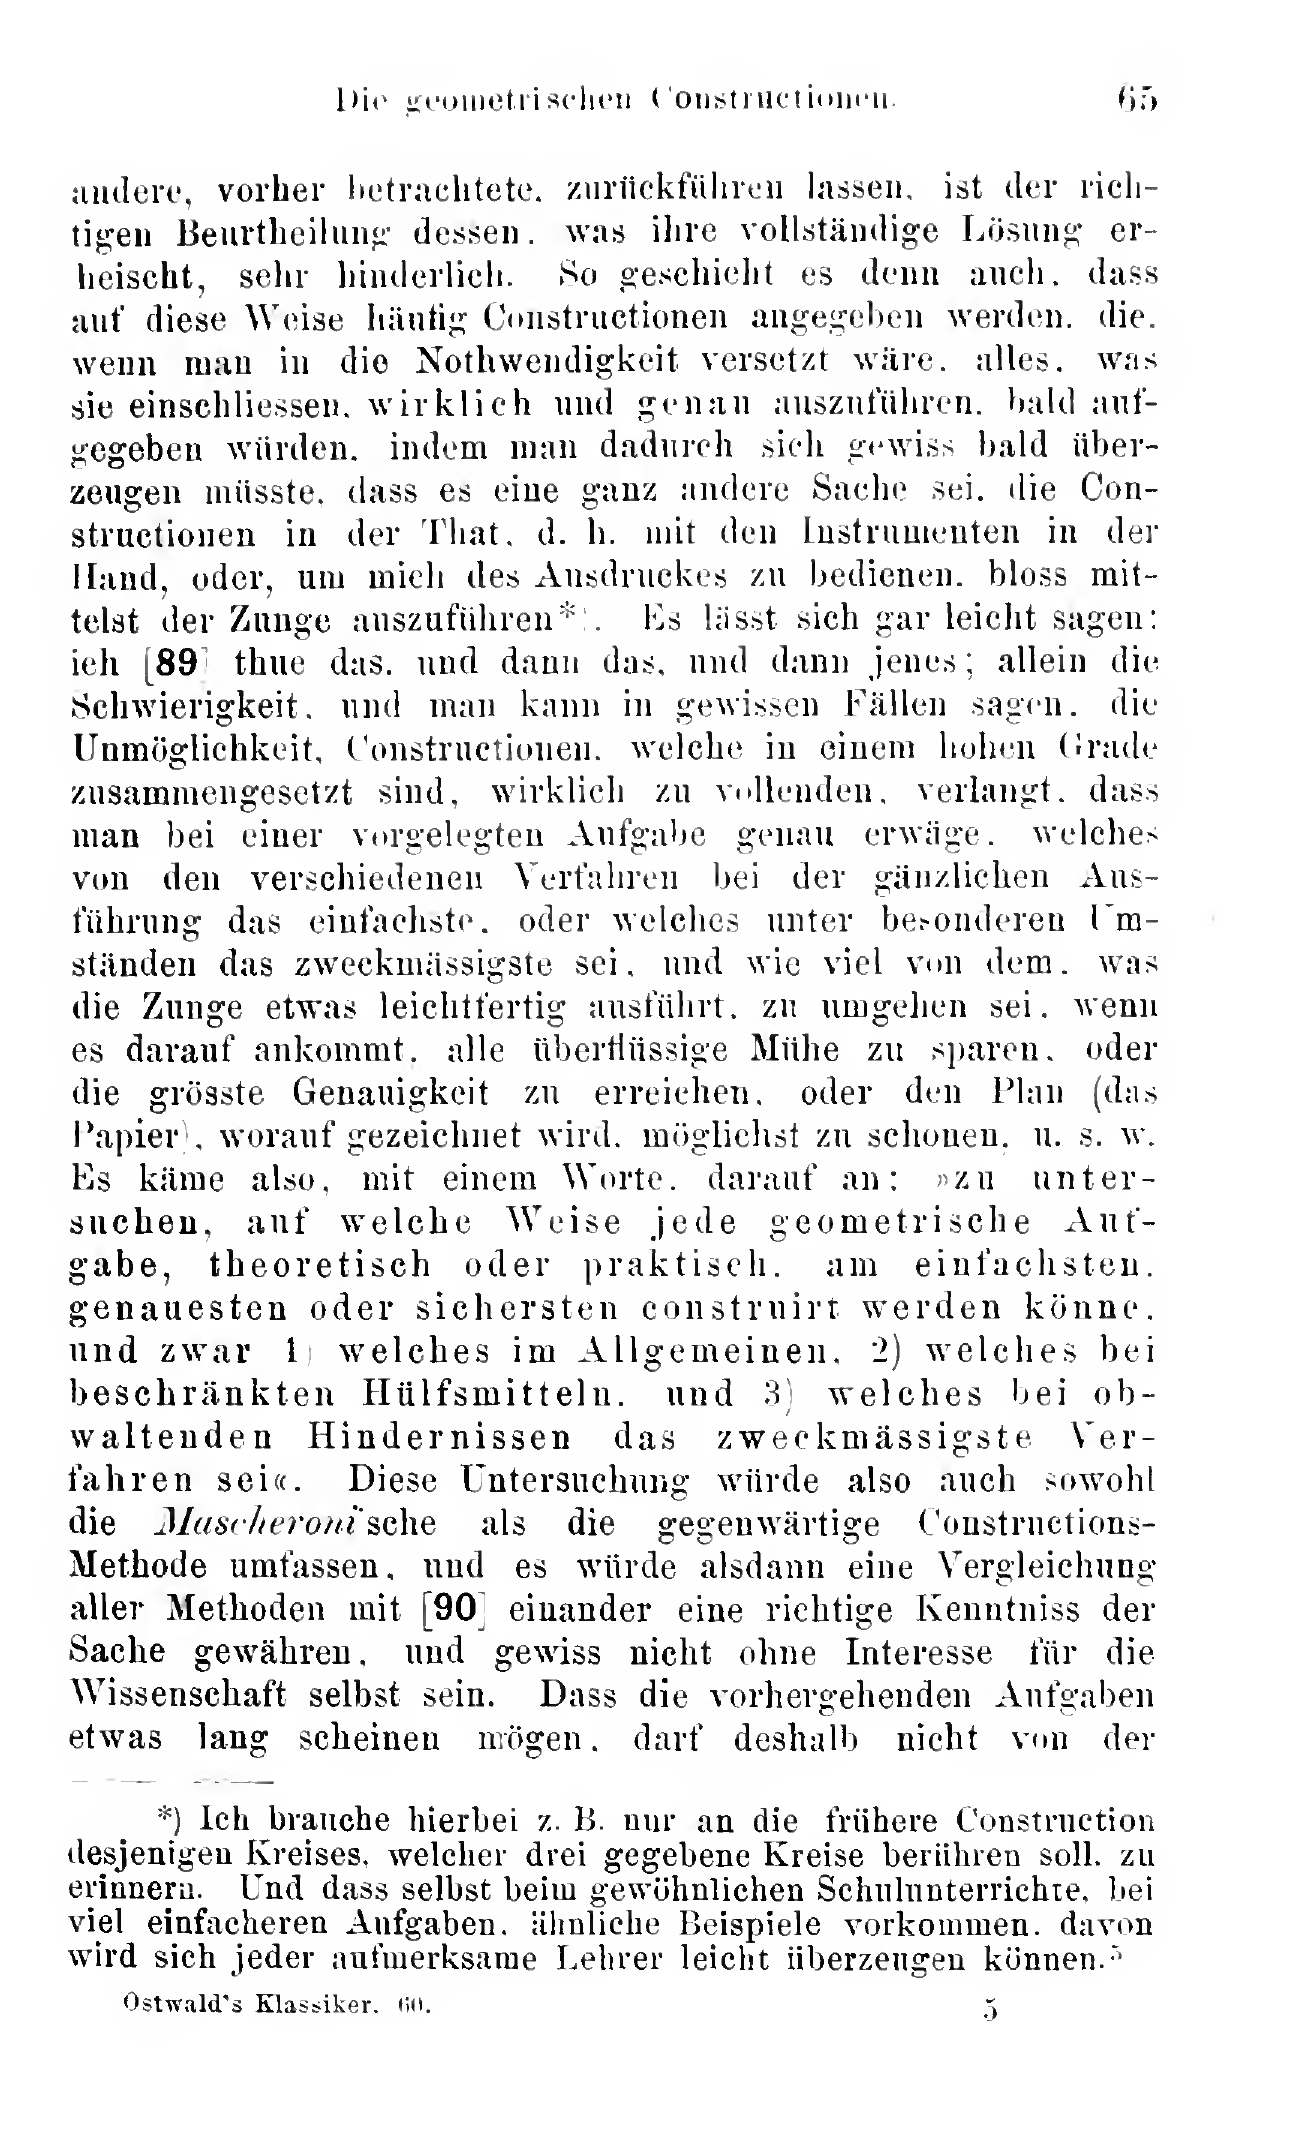 Die geometrischen Constructionen. 65
andere, vorher betrachtete, zurückführen lassen, ist der rich-
tigen Beurtheilung dessen, was ihre vollständige Lösung er-
heischt, sehr hinderlich. So geschieht es denn auch, dass
auf diese Weise häufig Constructionen angegeben werden, die,
wenn man in die Nothwendigkeit versetzt wäre, alles, was
sie einschliessen, wirklich und genau auszuführen, bald auf-
gegeben würden, indem man dadurch sich gewiss bald über-
zeugen müsste, dass es eine ganz andere Sache sei, die Con-
structionen in der That, d. h. mit den Instrumenten in der
Hand, oder, um mich des Ausdruckes zu bedienen, bloss mit-
telst der Zunge auszuführen*). Es lässt sich gar leicht sagen:
ich [89] thue das, und dann das, und dann jenes; allein die
Schwierigkeit, und man kann in gewissen Fällen sagen, die
Unmöglichkeit, Constructionen, welche in einem hohen Grade
zusammengesetzt sind, wirklich zu vollenden, verlangt, dass
man bei einer vorgelegten Aufgabe genau erwäge, welches
von den verschiedenen Verfahren bei der gänzlichen Aus-
führung das einfachste, oder welches unter besonderen Um-
ständen das zweckmässigste sei, und wie viel von dem, was
die Zunge etwas leichtfertig ausführt, zu umgehen sei, wenn
es darauf ankommt, alle überflüssige Mühe zu sparen, oder
die grösste Genauigkeit zu erreichen, oder den Plan (das
Papier), worauf gezeichnet wird, möglichst zu schonen, u. s. w.
Es käme also, mit einem Worte, darauf an: »zu unter-
suchen, auf welche Weise jede geometrische Auf-
gabe, theoretisch oder praktisch, am einfachsten,
genauesten oder sichersten construirt werden könne,
und zwar 1) welches im Allgemeinen, 2) welches bei
beschränkten Hülfsmitteln, und 3) welches bei ob-
waltenden Hindernissen das zweckmässigste Ver-
fahren sei«. Diese Untersuchung würde also auch sowohl
die Mascheroni'sche als die gegenwärtige Constructions-
Methode umfassen, und es würde alsdann eine Vergleichung
aller Methoden mit [90] einander eine richtige Kenntniss der
Sache gewähren, und gewiss nicht ohne Interesse für die
Wissenschaft selbst sein. Dass die vorhergehenden Aufgaben
etwas lang scheinen mögen, darf deshalb nicht von der
*) Ich brauche hierbei z. B. nur an die frühere Construction
desjenigen Kreises, welcher drei gegebene Kreise berühren soll, zu
erinnern. Und dass selbst beim gewöhnlichen Schulunterrichte, bei
viel einfacheren Aufgaben, ähnliche Beispiele vorkommen, davon
wird sich jeder aufmerksame Lehrer leicht überzeugen können.⁵
Ostwald's Klassiker. 60. 5